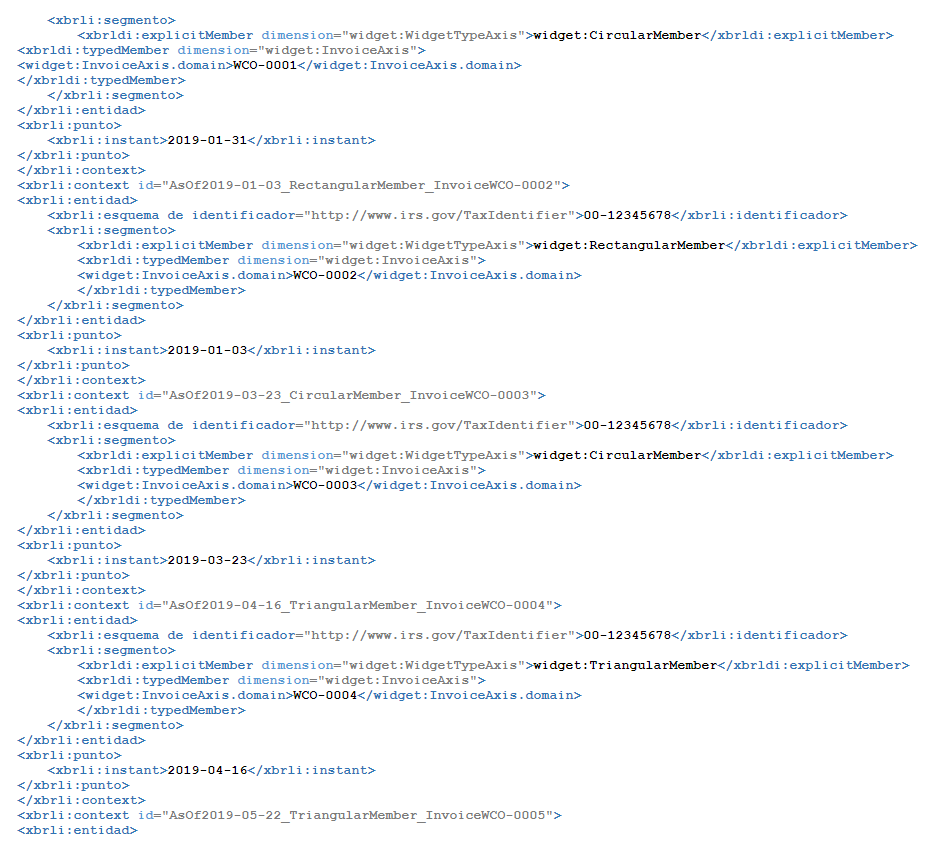 <xbrli:segmento>
<xbrldi:explicitMember dimension="widget:WidgetTypeAxis">widget:CircularMember</xbrldi:explicitMember>
<xbrldi:typedMember dimension="widget:InvoiceAxis">
<widget:InvoiceAxis.domain>WCO-0001</widget:InvoiceAxis.domain>
</xbrldi:typedMember>
</xbrli:segmento>
</xbrli:entidad>
<xbrli:punto>
<xbrli:instant>2019-01-31</xbrli:instant>
</xbrli:punto>
</xbrli:context>
<xbrli:context id="AsOf2019-01-03_RectangularMember_InvoiceWCO-0002">
<xbrli:entidad>
<xbrli:esquema de identificador="http://www.irs.gov/TaxIdentifier">00-12345678</xbrli:identificador>
<xbrli:segmento>
<xbrldi:explicitMember dimension="widget:WidgetTypeAxis">widget:RectangularMember</xbrldi:explicitMember>
<xbrldi:typedMember dimension="widget:InvoiceAxis">
<widget:InvoiceAxis.domain>WCO-0002</widget:InvoiceAxis.domain>
</xbrldi:typedMember>
</xbrli:segmento>
</xbrli:entidad>
<xbrli:punto>
<xbrli:instant>2019-01-03</xbrli:instant>
</xbrli:punto>
</xbrli:context>
<xbrli:context id="AsOf2019-03-23_CircularMember_InvoiceWCO-0003">
<xbrli:entidad>
<xbrli:esquema de identificador="http://www.irs.gov/TaxIdentifier">00-12345678</xbrli:identificador>
<xbrli:segmento>
<xbrldi:explicitMember dimension="widget:WidgetTypeAxis">widget:CircularMember</xbrldi:explicitMember>
<xbrldi:typedMember dimension="widget:InvoiceAxis">
<widget:InvoiceAxis.domain>WCO-0003</widget:InvoiceAxis.domain>
</xbrldi:typedMember>
</xbrli:segmento>
</xbrli:entidad>
<xbrli:punto>
<xbrli:instant>2019-03-23</xbrli:instant>
</xbrli:punto>
</xbrli:context>
<xbrli:context id="AsOf2019-04-16_TriangularMember_InvoiceWCO-0004">
<xbrli:entidad>
<xbrli:esquema de identificador="http://www.irs.gov/TaxIdentifier">00-12345678</xbrli:identificador>
<xbrli:segmento>
<xbrldi:explicitMember dimension="widget:WidgetTypeAxis">widget:TriangularMember</xbrldi:explicitMember>
<xbrldi:typedMember dimension="widget:InvoiceAxis">
<widget:InvoiceAxis.domain>WCO-0004</widget:InvoiceAxis.domain>
</xbrldi:typedMember>
</xbrli:segmento>
</xbrli:entidad>
<xbrli:punto>
<xbrli:instant>2019-04-16</xbrli:instant>
</xbrli:punto>
</xbrli:context>
<xbrli:context id="AsOf2019-05-22_TriangularMember_InvoiceWCO-0005">
<xbrli:entidad>